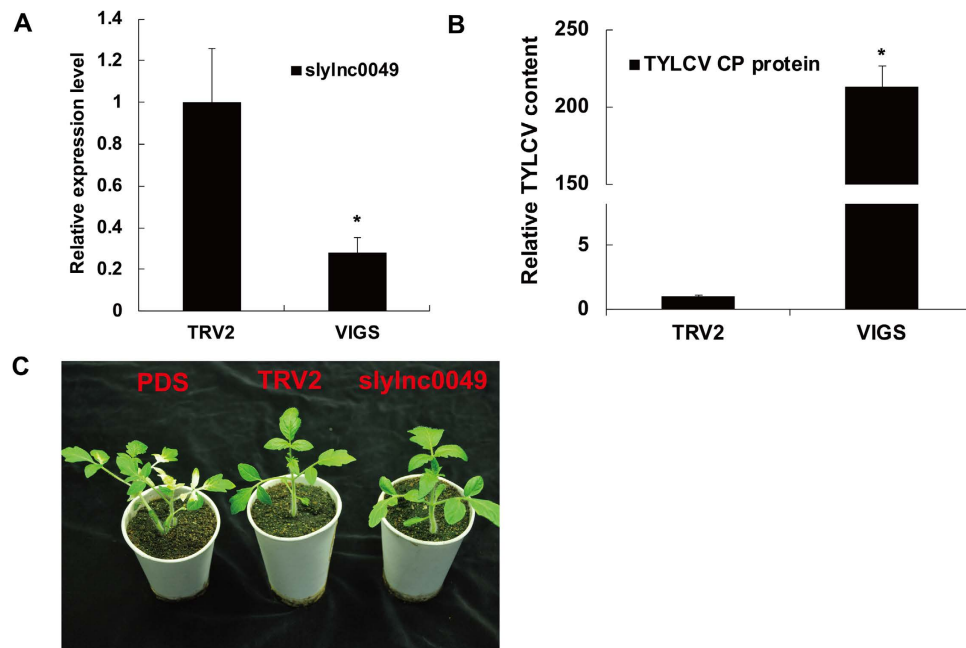 A
Relative expression level
1.4
1.2
1
0.8
0.6
0.4
0.2
0
slylnc0049
*
TRV2 VIGS
B
Relative TYLCV content
250
200
150
100
5
0
TYLCV CP protein
*
TRV2 VIGS
C
PDS TRV2 slylnc0049